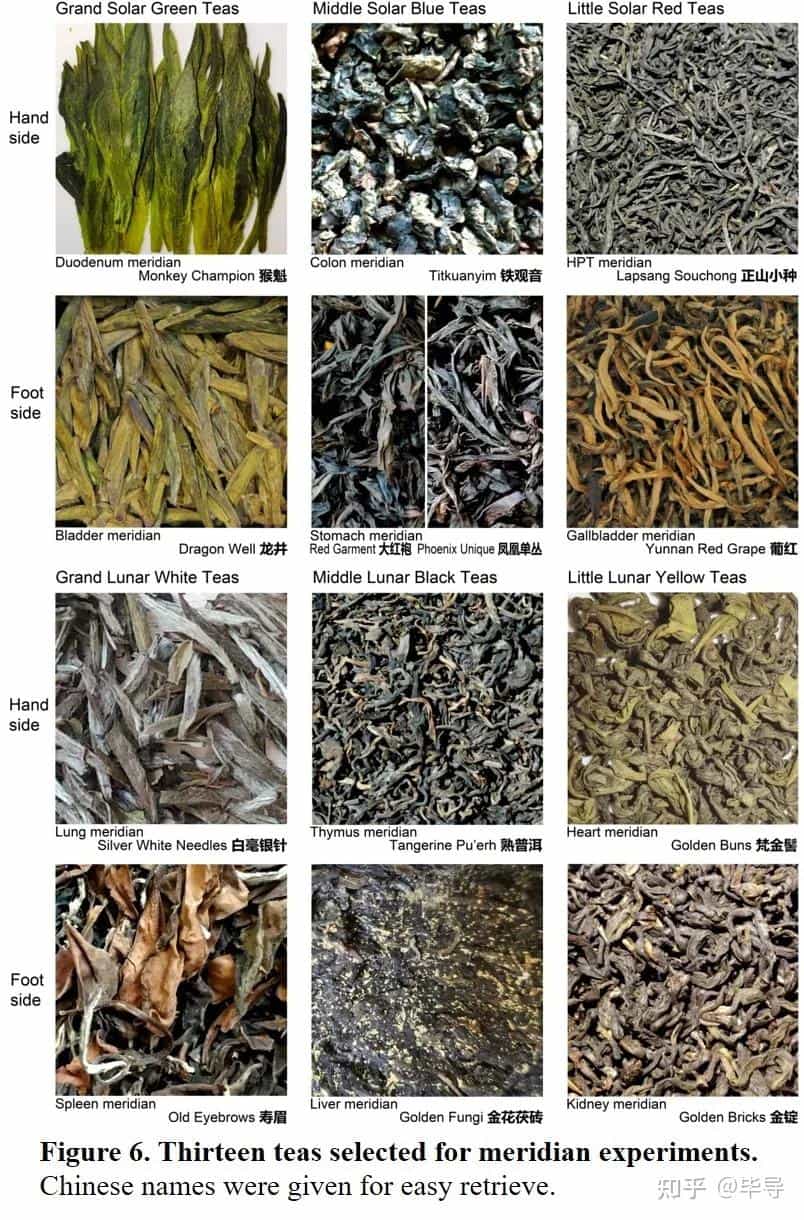 Grand Solar Green Teas
Middle Solar Blue Teas
Little Solar Red Teas
Hand
side
Duodenum meridian
Monkey Champion 猴魁
Colon meridian
Titkuanyim 铁观音
HPT meridian
Lapsang Souchong 正山小种
Foot
side
Bladder meridian
Dragon Well 龙井
Stomach meridian
Red Garment 大红袍 Phoenix Unique 凤凰单丛
Gallbladder meridian
Yunnan Red Grape 葡红
Grand Lunar White Teas
Middle Lunar Black Teas
Little Lunar Yellow Teas
Hand
side
Lung meridian
Silver White Needles 白毫银针
Thymus meridian
Tangerine Pu'erh 熟普洱
Heart meridian
Golden Buns 梵金髻
Foot
side
Spleen meridian
Old Eyebrows 寿眉
Liver meridian
Golden Fungi 金花茯砖
Kidney meridian
Golden Bricks 金锭
Figure 6. Thirteen teas selected for meridian experiments.
Chinese names were given for easy retrieve.
知乎 @毕导